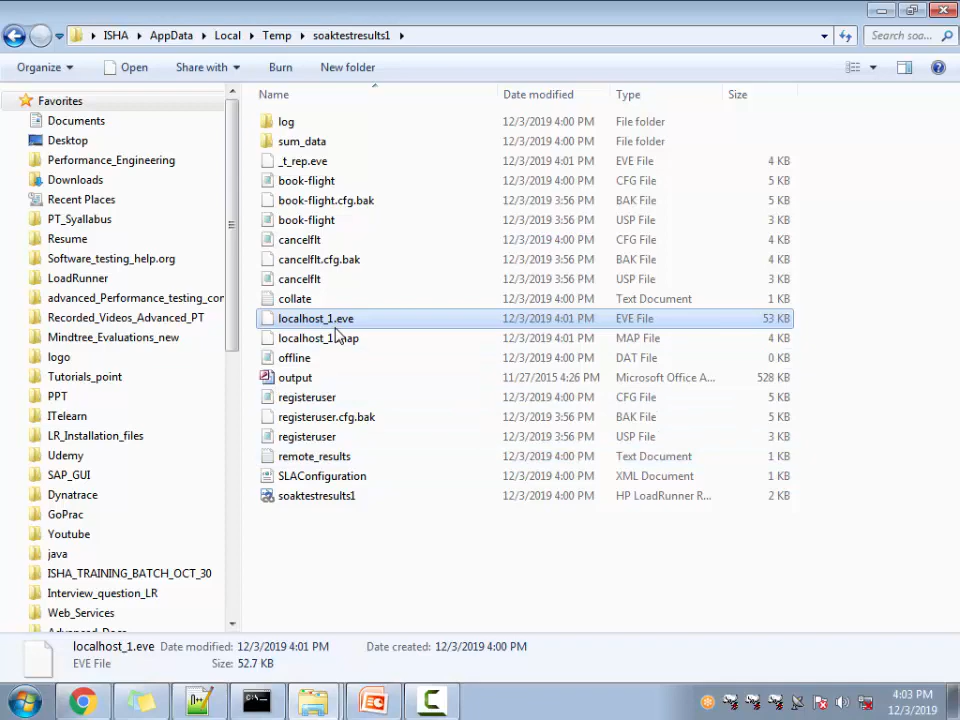 ISHA AppData Local Temp soaktestresults1 Search soa...
Organize Open Share with Burn New folder
Name Date modified Type Size
Favorites
Documents
Desktop
Performance_Engineering
Downloads
Recent Places
PT_Syllabus
Resume
Software_testing_help.org
LoadRunner
advanced_Performance_testing_cor
Recorded_Videos_Advanced_PT
Mindtree_Evaluations_new
logo
Tutorials_point
PPT
ITelearn
LR_Installation_files
Udemy
SAP_GUI
Dynatrace
GoPrac
Youtube
java
ISHA_TRAINING_BATCH_OCT_30
Interview_question_LR
Web_Services
log 12/3/2019 4:00 PM File folder
sum_data 12/3/2019 4:00 PM File folder
_t_rep.eve 12/3/2019 4:01 PM EVE File 4 KB
book-flight 12/3/2019 4:00 PM CFG File 5 KB
book-flight.cfg.bak 12/3/2019 3:56 PM BAK File 5 KB
book-flight 12/3/2019 4:00 PM USP File 3 KB
cancelflt 12/3/2019 4:00 PM CFG File 5 KB
cancelflt.cfg.bak 12/3/2019 3:56 PM BAK File 5 KB
cancelflt 12/3/2019 3:56 PM USP File 3 KB
collate 12/3/2019 4:00 PM Text Document 1 KB
localhost_1.eve 12/3/2019 4:01 PM EVE File 53 KB
localhost_1.map 12/3/2019 4:01 PM MAP File 4 KB
offline 12/3/2019 4:00 PM DAT File 0 KB
output 11/27/2015 4:26 PM Microsoft Office A... 528 KB
registeruser 12/3/2019 4:00 PM CFG File 5 KB
registeruser.cfg.bak 12/3/2019 3:56 PM BAK File 5 KB
registeruser 12/3/2019 3:56 PM USP File 3 KB
remote_results 12/3/2019 4:00 PM Text Document 1 KB
SLAConfiguration 12/3/2019 4:00 PM XML Document 1 KB
soaktestresults1 12/3/2019 4:00 PM HP LoadRunner R... 2 KB
localhost_1.eve Date modified: 12/3/2019 4:01 PM Date created: 12/3/2019 4:00 PM
EVE File Size: 52.7 KB
4:03 PM
12/3/2019